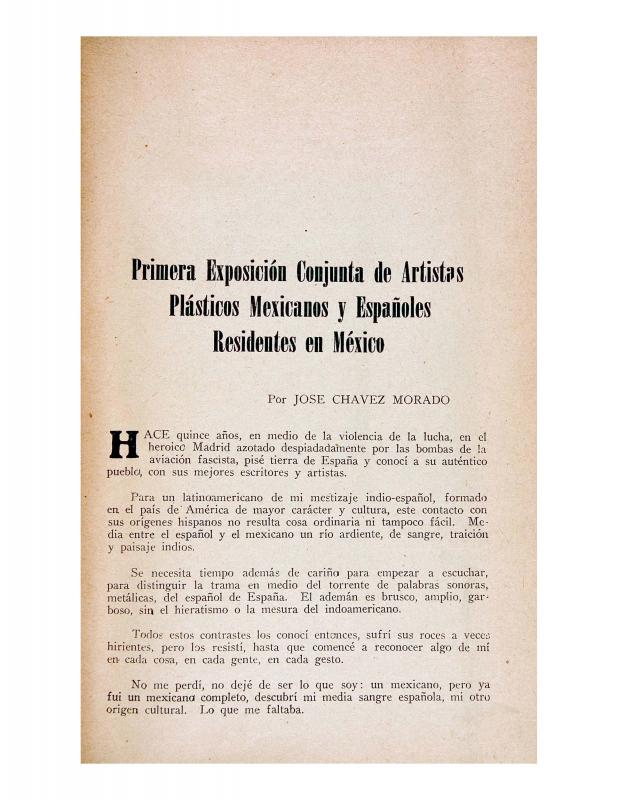 Primera Exposición Conjunta de Artistas
Plásticos Mexicanos y Españoles
Residentes en México
Por JOSE CHAVEZ MORADO
HACE quince años, en medio de la violencia de la lucha, en el
heroico Madrid azotado despiadadamente por las bombas de la
aviación fascista, pisé tierra de España y conocí a su auténtico
pueblo, con sus mejores escritores y artistas.
Para un latinoamericano de mi mestizaje indio-español, formado
en el país de América de mayor carácter y cultura, este contacto con
sus orígenes hispanos no resulta cosa ordinaria ni tampoco fácil. Me-
dia entre el español y el mexicano un río ardiente, de sangre, traición
y paisaje indios.
Se necesita tiempo además de cariño para empezar a escuchar,
para distinguir la trama en medio del torrente de palabras sonoras,
metálicas, del español de España. El ademán es brusco, amplio, gar-
boso, sin el hieratismo o la mesura del indoamericano.
Todos estos contrastes los conocí entonces, sufrí sus roces a veces
hirientes, pero los resistí, hasta que comencé a reconocer algo de mí
en cada cosa, en cada gente, en cada gesto.
No me perdí, no dejé de ser lo que soy: un mexicano, pero ya
fui un mexicano completo, descubrí mi media sangre española, mi otro
origen cultural. Lo que me faltaba.